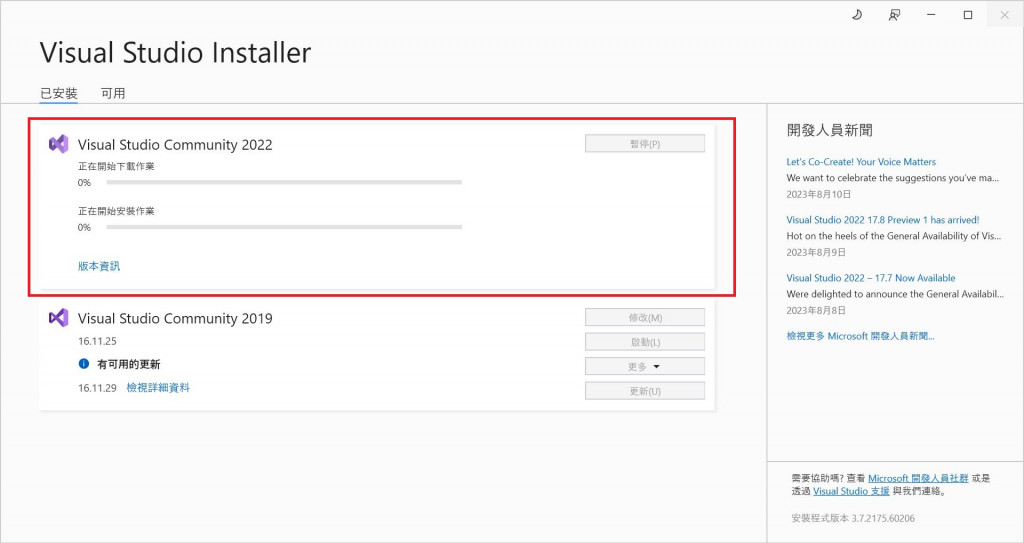 Visual Studio Installer
已安裝
可用
Visual Studio Community 2022
暫停(P)
正在開始下載作業
0%
正在開始安裝作業
0%
版本資訊
Visual Studio Community 2019
修改(M)
16.11.25
啟動(L)
有可用的更新
更多
16.11.29 檢視詳細資料
更新(U)
開發人員新聞
Let's Co-Create! Your Voice Matters
We want to celebrate the suggestions you've ma...
2023年8月10日
Visual Studio 2022 17.8 Preview 1 has arrived!
Hot on the heels of the General Availability of Vis...
2023年8月9日
Visual Studio 2022 – 17.7 Now Available
Were delighted to announce the General Availabil...
2023年8月8日
檢視更多 Microsoft 開發人員新聞...
需要協助嗎? 查看 Microsoft 開發人員社群 或是
透過 Visual Studio 支援 與我們連絡。
安裝程式版本 3.7.2175.60206